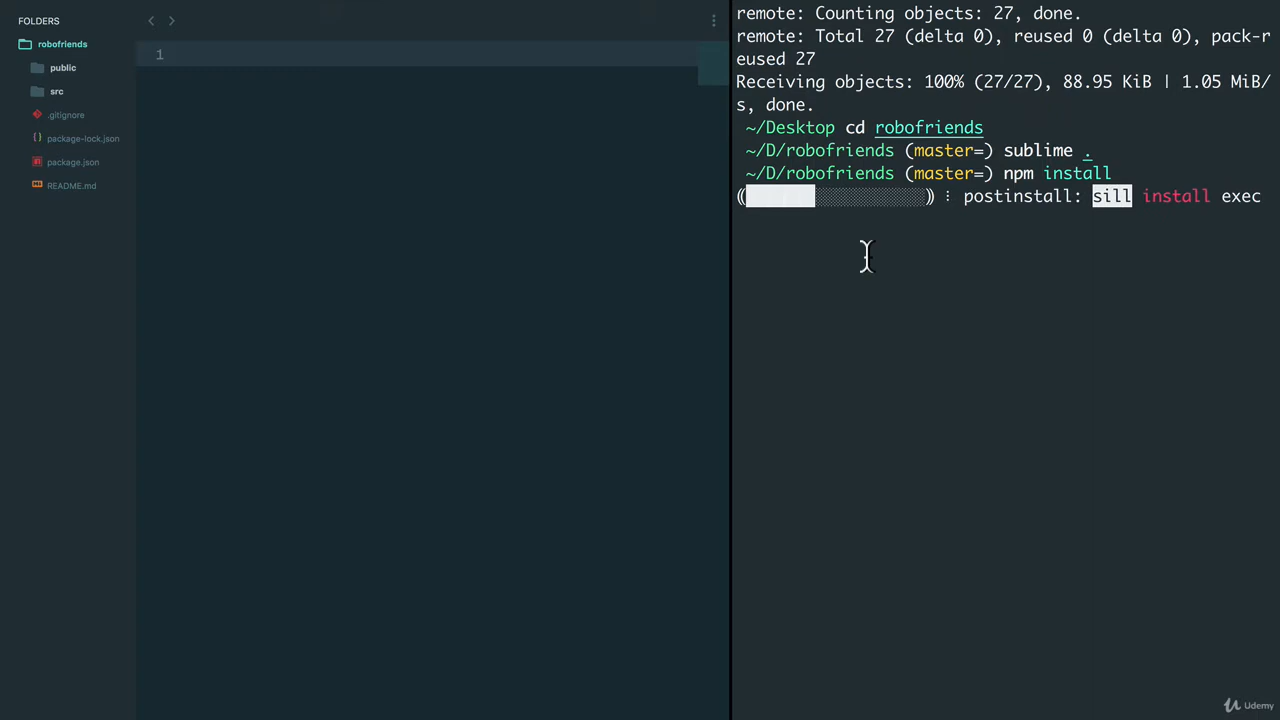 FOLDERS
robofriends
public
src
.gitignore
package-lock.json
package.json
README.md
1
remote: Counting objects: 27, done.
remote: Total 27 (delta 0), reused 0 (delta 0), pack-r
eused 27
Receiving objects: 100% (27/27), 88.95 KiB | 1.05 MiB/
s, done.
~/Desktop cd robofriends
~/D/robofriends (master=) sublime .
~/D/robofriends (master=) npm install
postinstall: sill install exec
Udemy